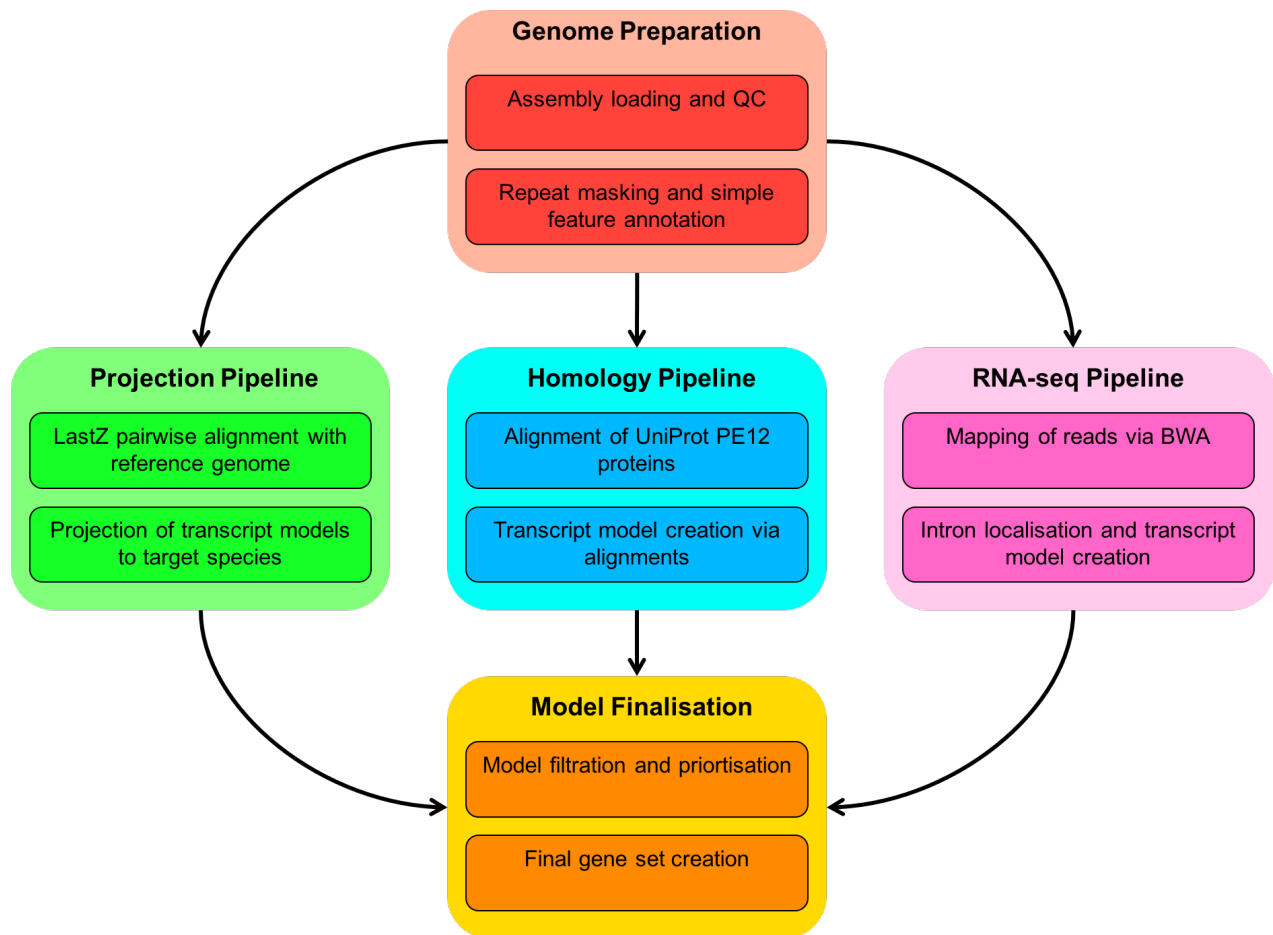 Genome Preparation
Assembly loading and QC
Repeat masking and simple
feature annotation
Projection Pipeline
LastZ pairwise alignment with
reference genome
Projection of transcript models
to target species
Homology Pipeline
Alignment of UniProt PE12
proteins
Transcript model creation via
alignments
RNA-seq Pipeline
Mapping of reads via BWA
Intron localisation and transcript
model creation
Model Finalisation
Model filtration and priortisation
Final gene set creation